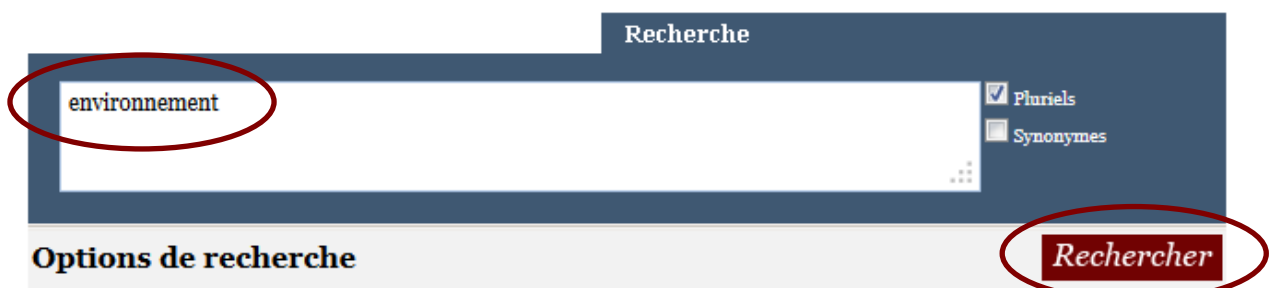 Recherche
environnement
Pluriels
Synonymes
Options de recherche
Rechercher